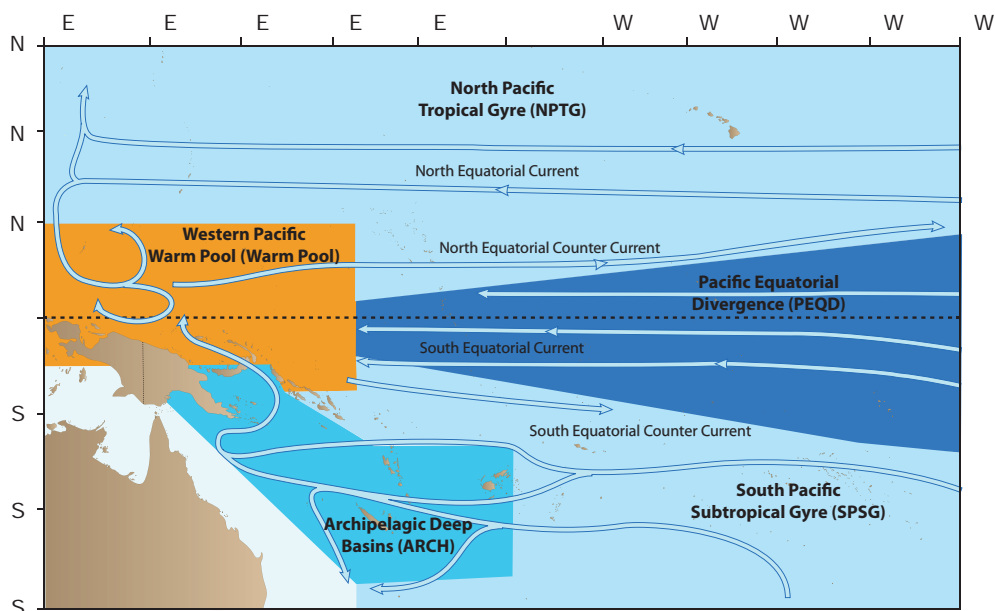 E E E E E W W W W W
N
North Pacific
Tropical Gyre (NPTG)
N
North Equatorial Current
N
Western Pacific
Warm Pool (Warm Pool)
North Equatorial Counter Current
Pacific Equatorial
Divergence (PEQD)
South Equatorial Current
S
South Equatorial Counter Current
South Pacific
Subtropical Gyre (SPSG)
S
Archipelagic Deep
Basins (ARCH)
S